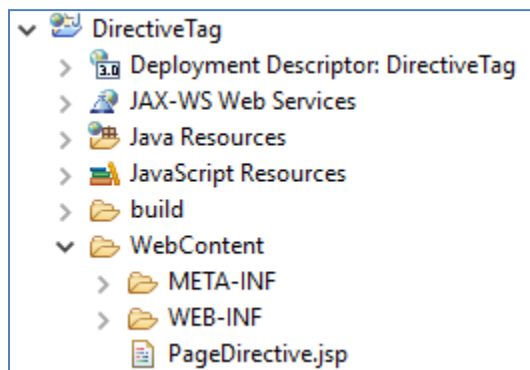 DirectiveTag
3.0 Deployment Descriptor: DirectiveTag
JAX-WS Web Services
Java Resources
JavaScript Resources
build
WebContent
META-INF
WEB-INF
PageDirective.jsp